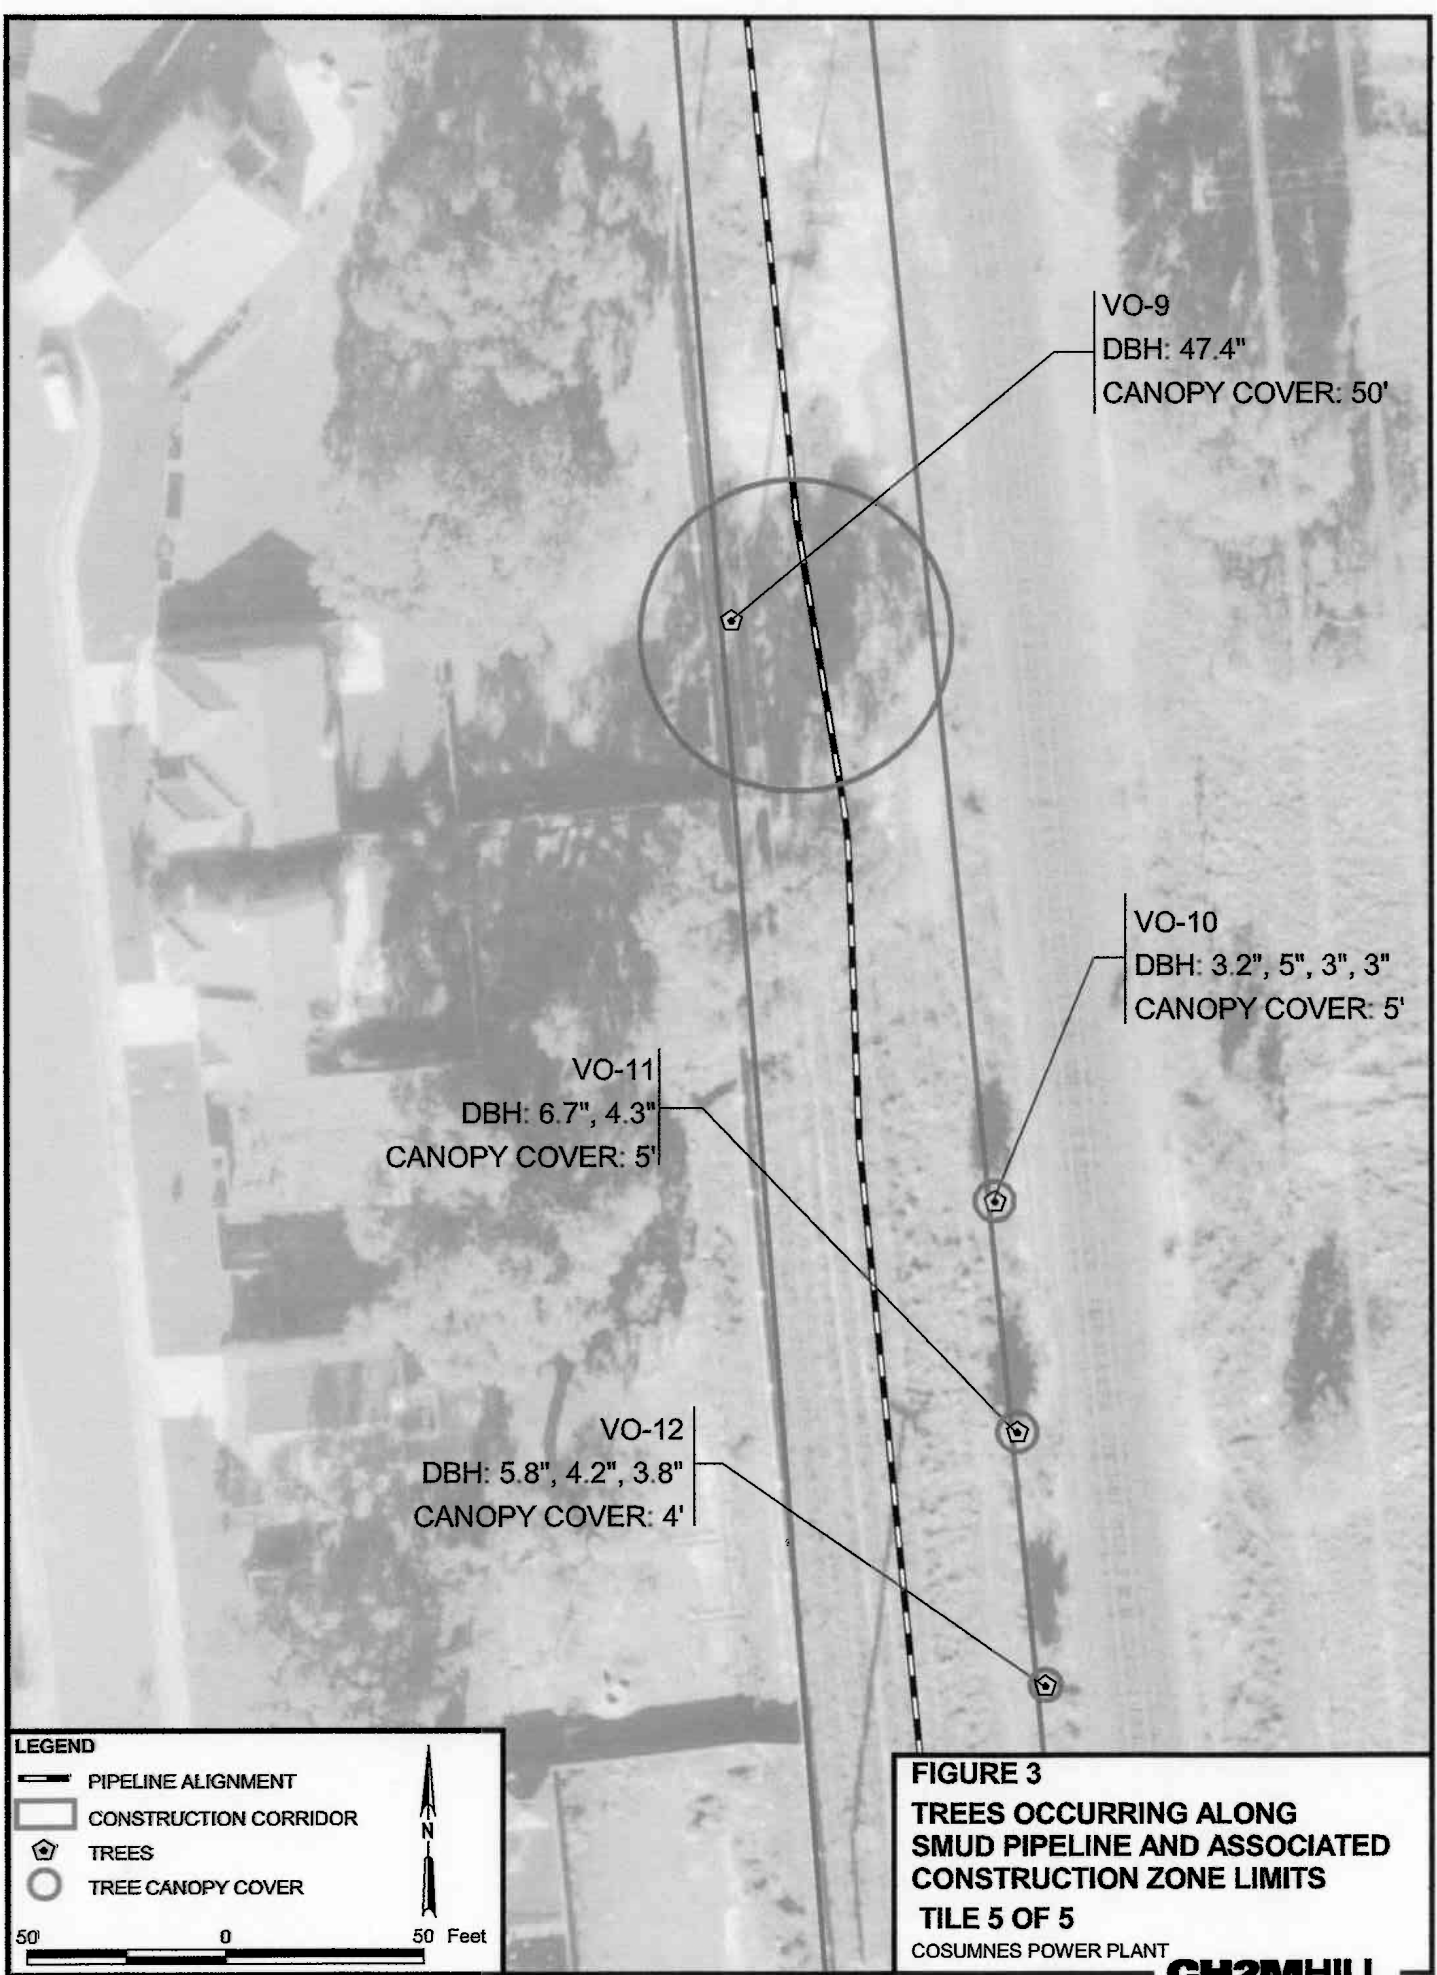 VO-9
DBH: 47.4"
CANOPY COVER: 50'
VO-10
DBH: 3.2", 5", 3", 3"
CANOPY COVER: 5'
VO-11
DBH: 6.7", 4.3"
CANOPY COVER: 5'
VO-12
DBH: 5.8", 4.2", 3.8"
CANOPY COVER: 4'
LEGEND
PIPELINE ALIGNMENT
CONSTRUCTION CORRIDOR
TREES
TREE CANOPY COVER
N
50' 0 50 Feet
FIGURE 3
TREES OCCURRING ALONG
SMUD PIPELINE AND ASSOCIATED
CONSTRUCTION ZONE LIMITS
TILE 5 OF 5
COSUMNES POWER PLANT
CH2MHILL